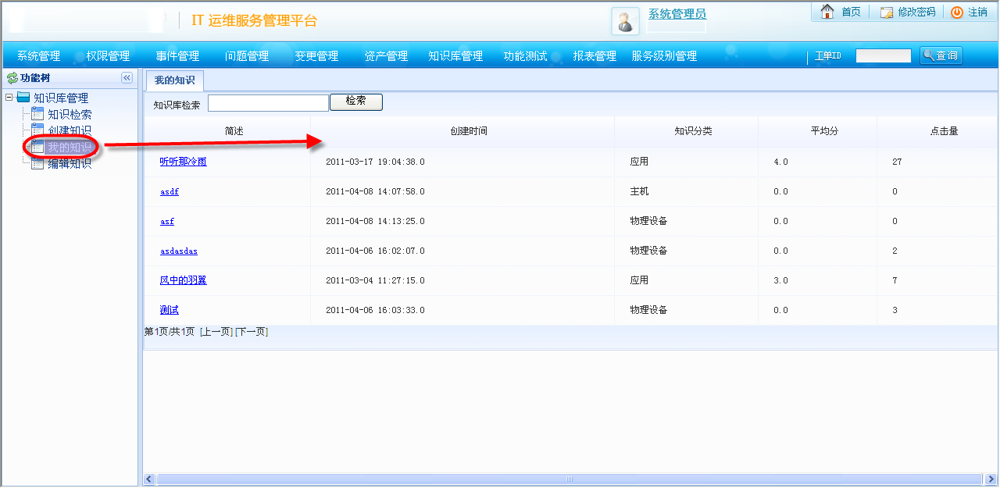 IT 运维服务管理平台
系统管理员
首页 修改密码 注销
系统管理 权限管理 事件管理 问题管理 变更管理 资产管理 知识库管理 功能测试 报表管理 服务级别管理 工单ID 查询
功能树
知识库管理
知识检索
创建知识
我的知识
编辑知识
我的知识
知识库检索 检索
简述 创建时间 知识分类 平均分 点击量
听听那冷雨 2011-03-17 19:04:38.0 应用 4.0 27
asdf 2011-04-08 14:07:58.0 主机 0.0 0
asf 2011-04-08 14:13:25.0 物理设备 0.0 0
asdasdas 2011-04-06 16:02:07.0 物理设备 0.0 2
风中的羽翼 2011-03-04 11:27:15.0 应用 3.0 7
测试 2011-04-06 16:03:33.0 物理设备 0.0 3
第1页/共1页 [上一页] [下一页]